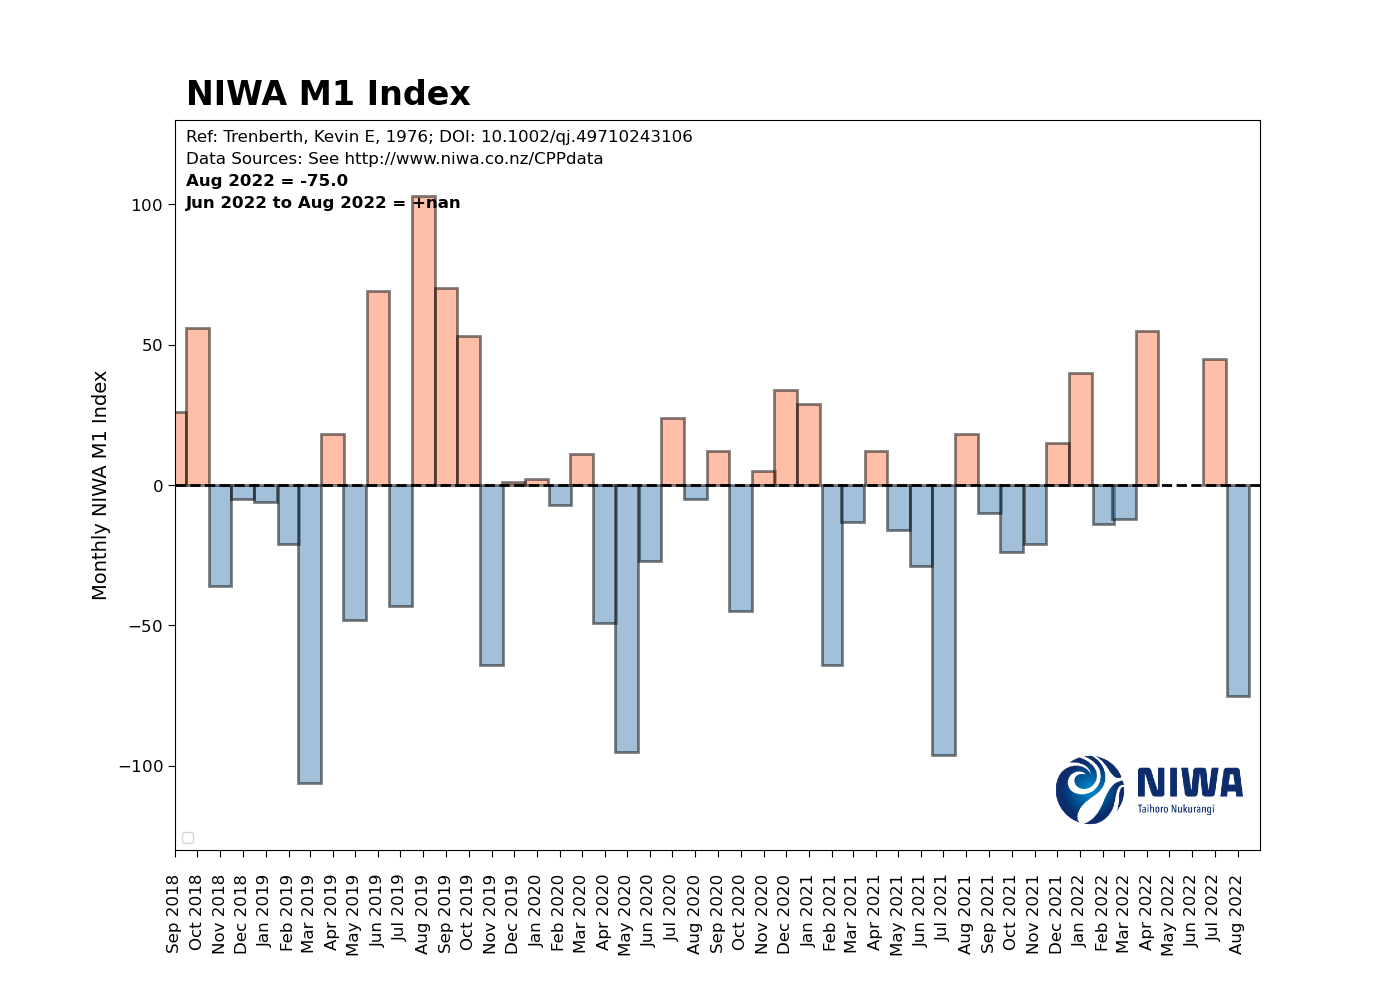 NIWA M1 Index
Ref: Trenberth, Kevin E, 1976; DOI: 10.1002/qj.49710243106
Data Sources: See http://www.niwa.co.nz/CPPdata
Aug 2022 = -75.0
Jun 2022 to Aug 2022 = +nan
Monthly NIWA M1 Index
100
50
0
−50
−100
NIWA
Taihoro Nukurangi
Sep 2018
Oct 2018
Nov 2018
Dec 2018
Jan 2019
Feb 2019
Mar 2019
Apr 2019
May 2019
Jun 2019
Jul 2019
Aug 2019
Sep 2019
Oct 2019
Nov 2019
Dec 2019
Jan 2020
Feb 2020
Mar 2020
Apr 2020
May 2020
Jun 2020
Jul 2020
Aug 2020
Sep 2020
Oct 2020
Nov 2020
Dec 2020
Jan 2021
Feb 2021
Mar 2021
Apr 2021
May 2021
Jun 2021
Jul 2021
Aug 2021
Sep 2021
Oct 2021
Nov 2021
Dec 2021
Jan 2022
Feb 2022
Mar 2022
Apr 2022
May 2022
Jun 2022
Jul 2022
Aug 2022